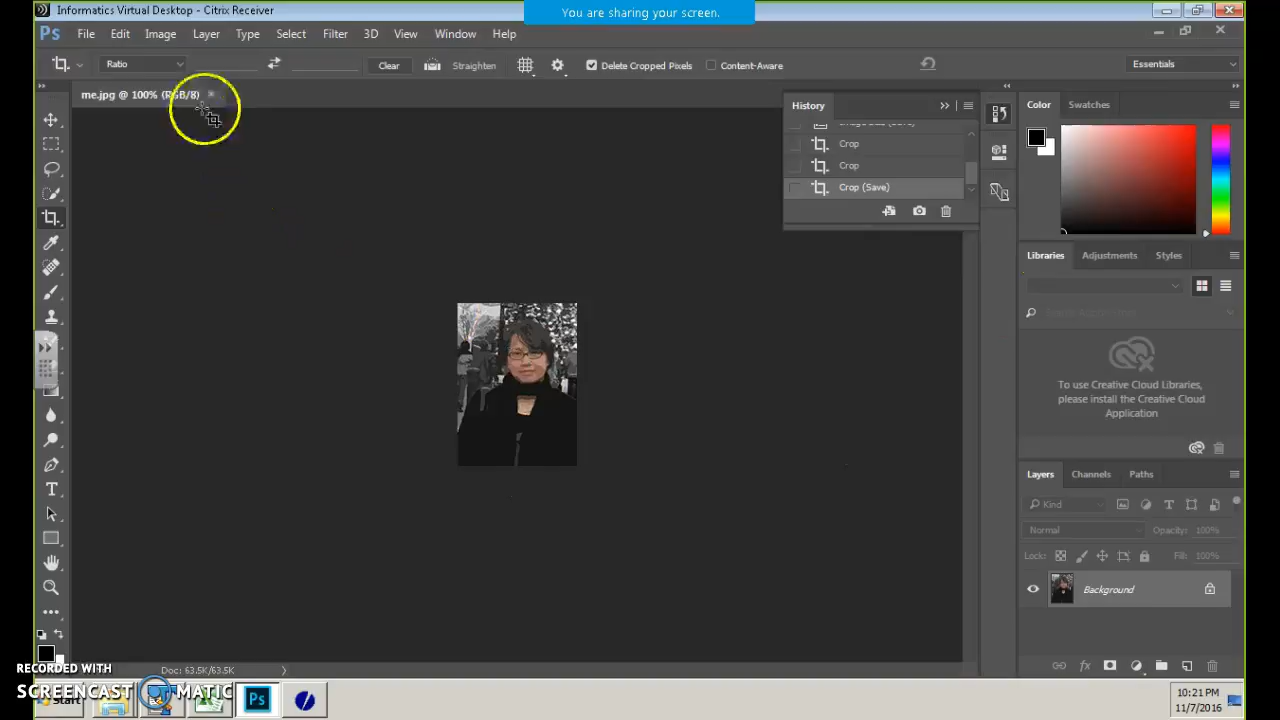 Informatics Virtual Desktop - Citrix Receiver
You are sharing your screen.
Ps File Edit Image Layer Type Select Filter 3D View Window Help
Ratio Clear Straighten Delete Cropped Pixels Content-Aware Essentials
me.jpg @ 100% (RGB/8)
History
Color Swatches
Crop
Crop
Crop (Save)
Libraries Adjustments Styles
To use Creative Cloud Libraries,
please install the Creative Cloud
Application
Layers Channels Paths
Kind
Normal Opacity: 100%
Lock: Fill: 100%
Background
Doc: 63.5K/63.5K
RECORDED WITH
SCREENCAST MATIC
Start
Ps
10:21 PM
11/7/2016